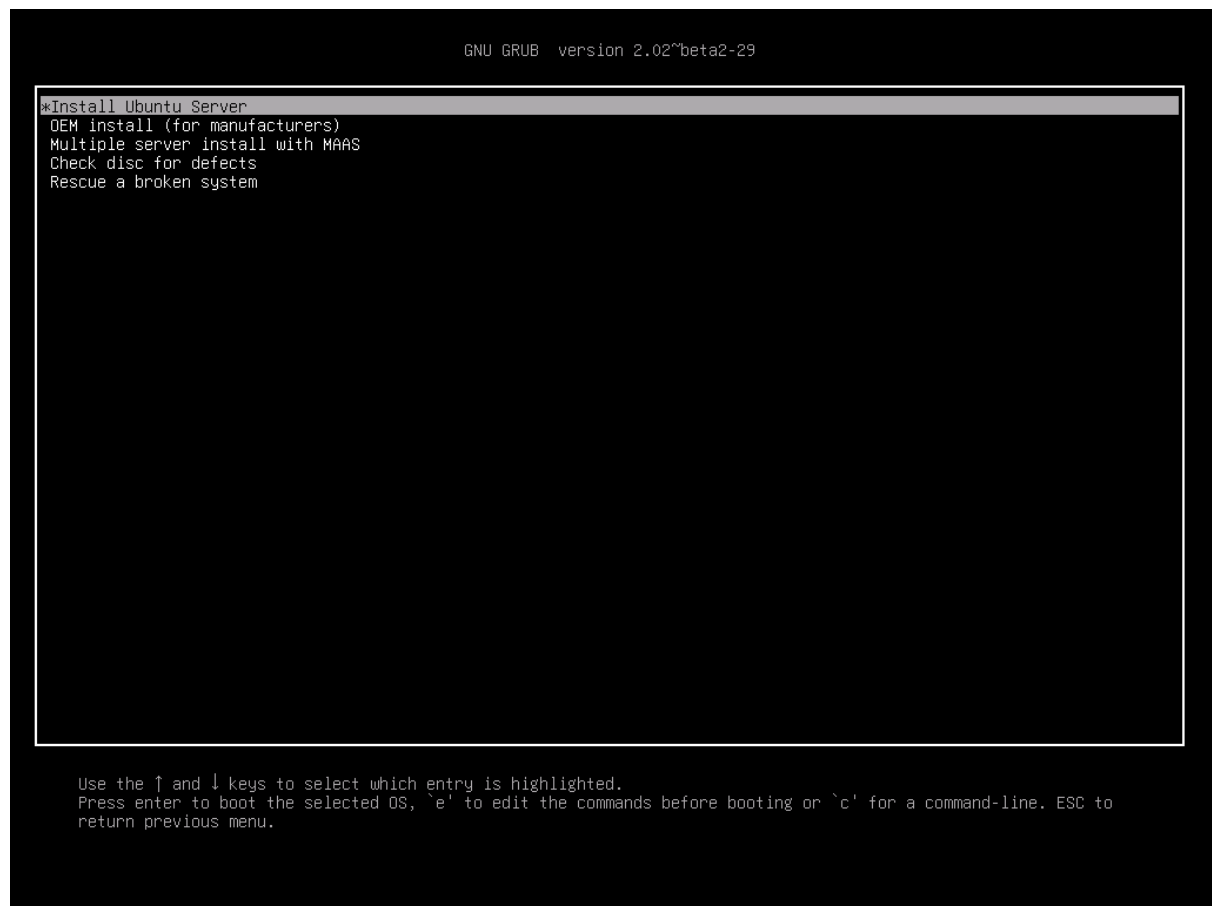 GNU GRUB  version 2.02~beta2-29
*Install Ubuntu Server
OEM install (for manufacturers)
Multiple server install with MAAS
Check disc for defects
Rescue a broken system
Use the ↑ and ↓ keys to select which entry is highlighted.
Press enter to boot the selected OS, `e' to edit the commands before booting or `c' for a command-line. ESC to
return previous menu.